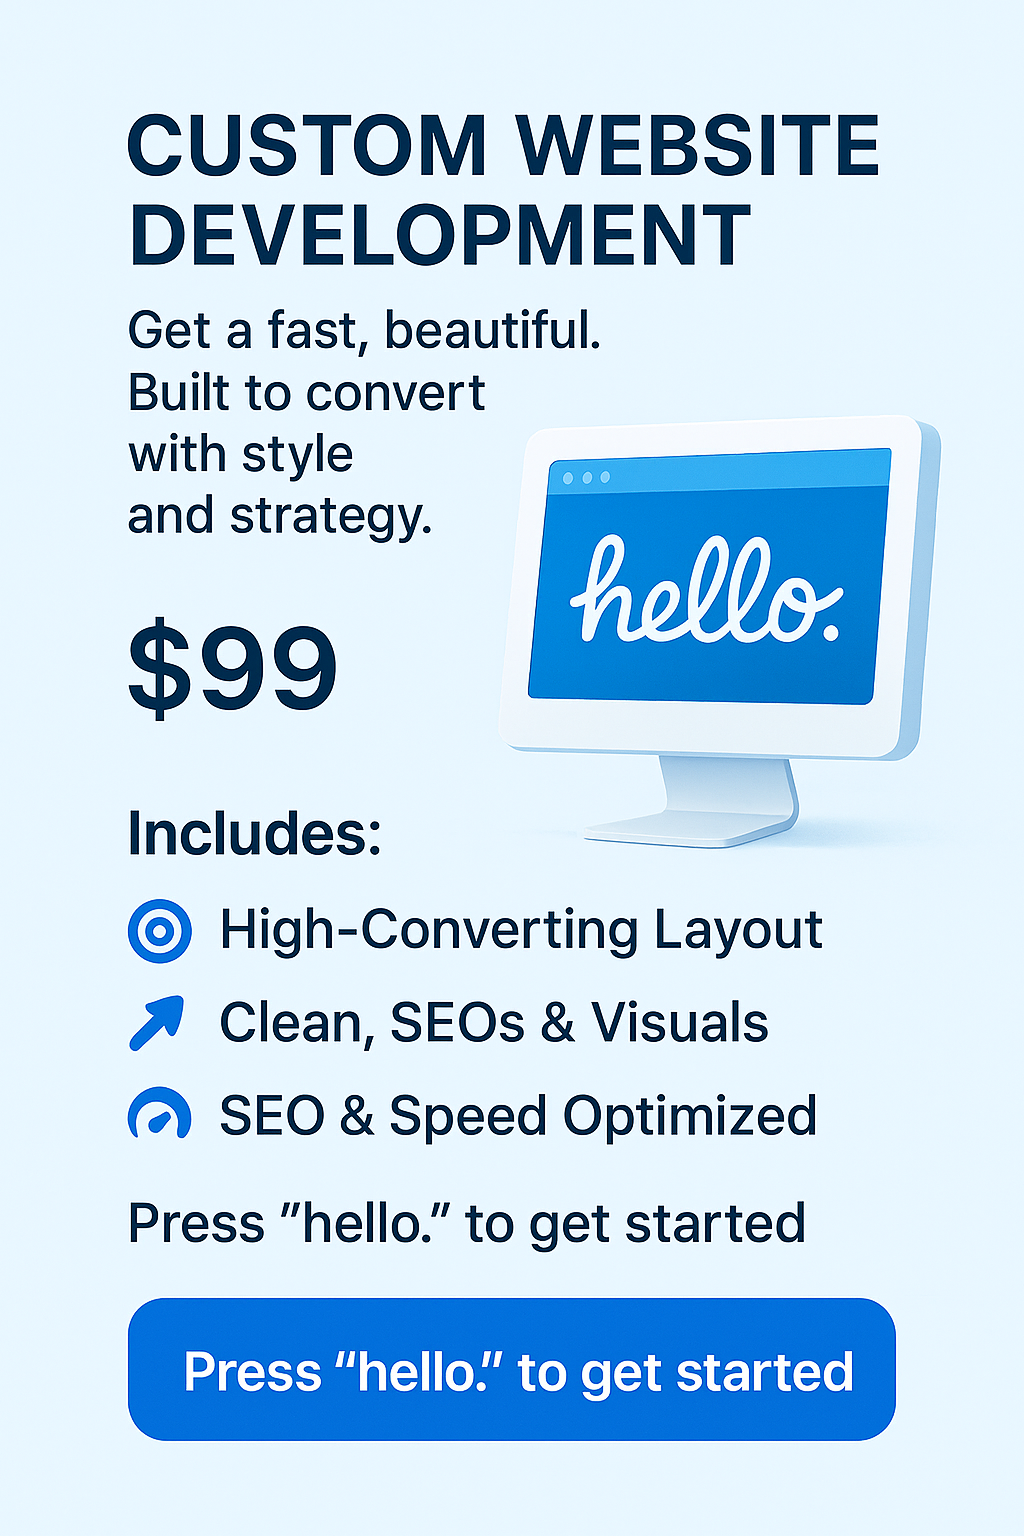 CUSTOM WEBSITE
DEVELOPMENT
Get a fast, beautiful.
Built to convert
with style
and strategy.
hello.
$99
Includes:
High-Converting Layout
Clean, SEOs & Visuals
SEO & Speed Optimized
Press ”hello.” to get started
Press “hello.” to get started